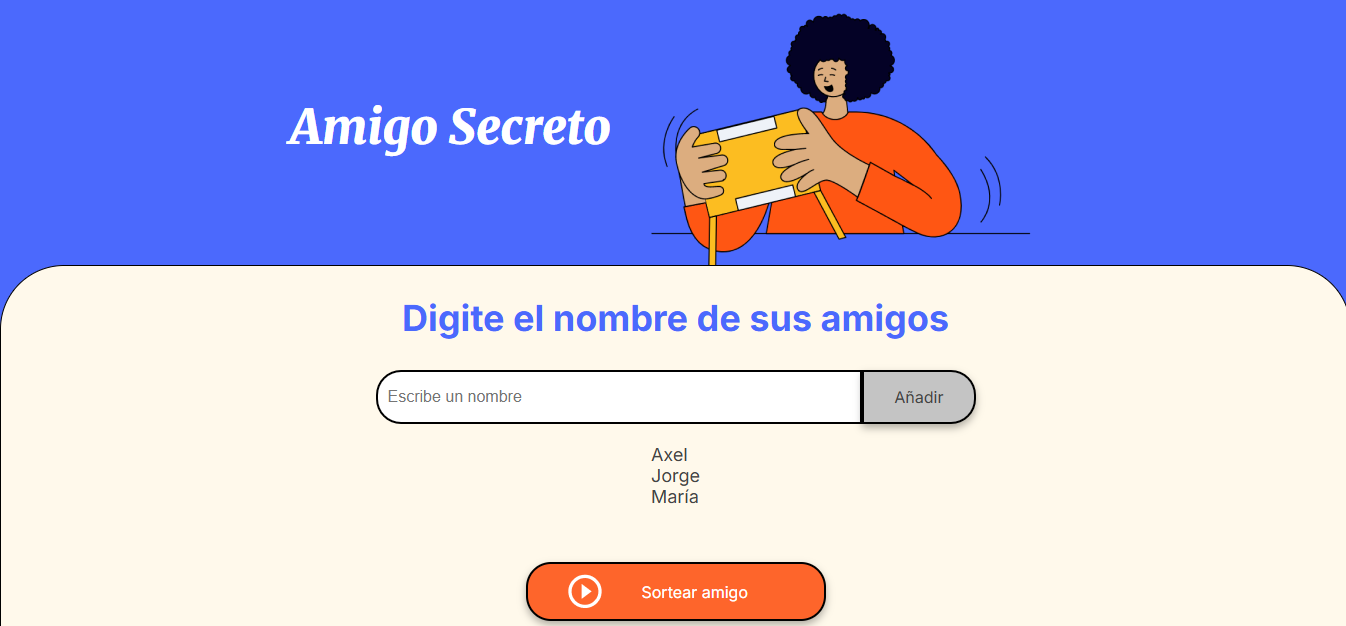 Amigo Secreto
Digite el nombre de sus amigos
Escribe un nombre
Añadir
Axel
Jorge
María
Sortear amigo